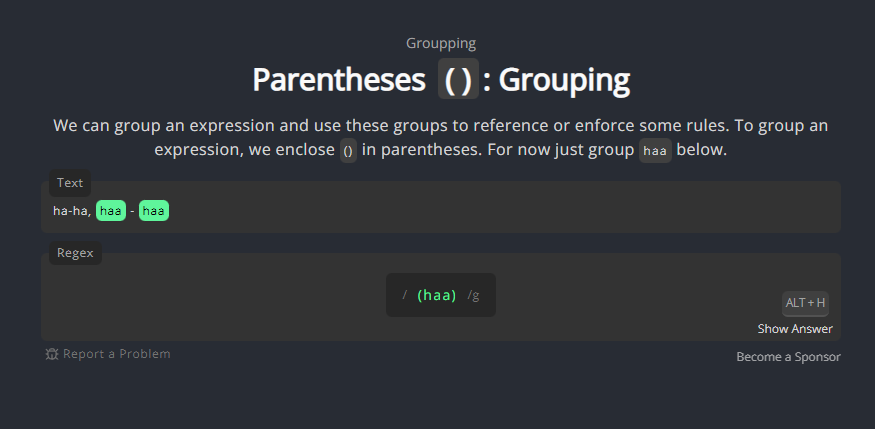 Groupping
Parentheses (): Grouping
We can group an expression and use these groups to reference or enforce some rules. To group an
expression, we enclose () in parentheses. For now just group haa below.
Text
ha-ha, haa - haa
Regex
/ (haa) /g
ALT + H
Show Answer
Report a Problem
Become a Sponsor